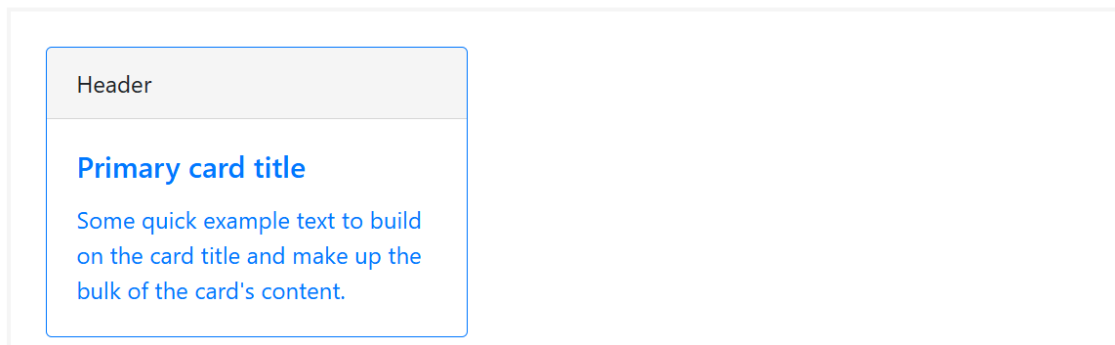 Header
Primary card title
Some quick example text to build
on the card title and make up the
bulk of the card's content.